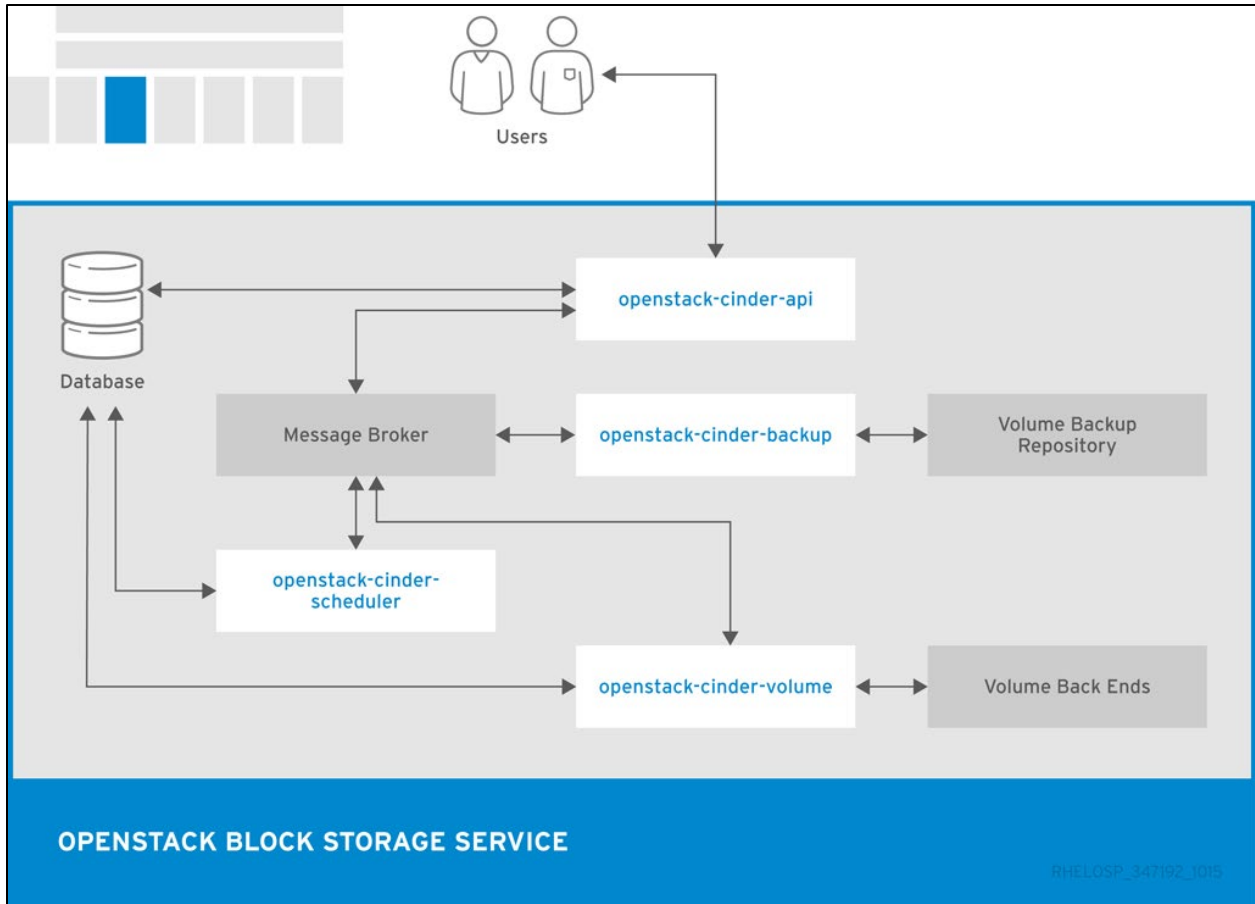 Users
openstack-cinder-api
Database
Message Broker
openstack-cinder-backup
Volume Backup
Repository
openstack-cinder-
scheduler
openstack-cinder-volume
Volume Back Ends
OPENSTACK BLOCK STORAGE SERVICE
RHELOSP_347192_1015